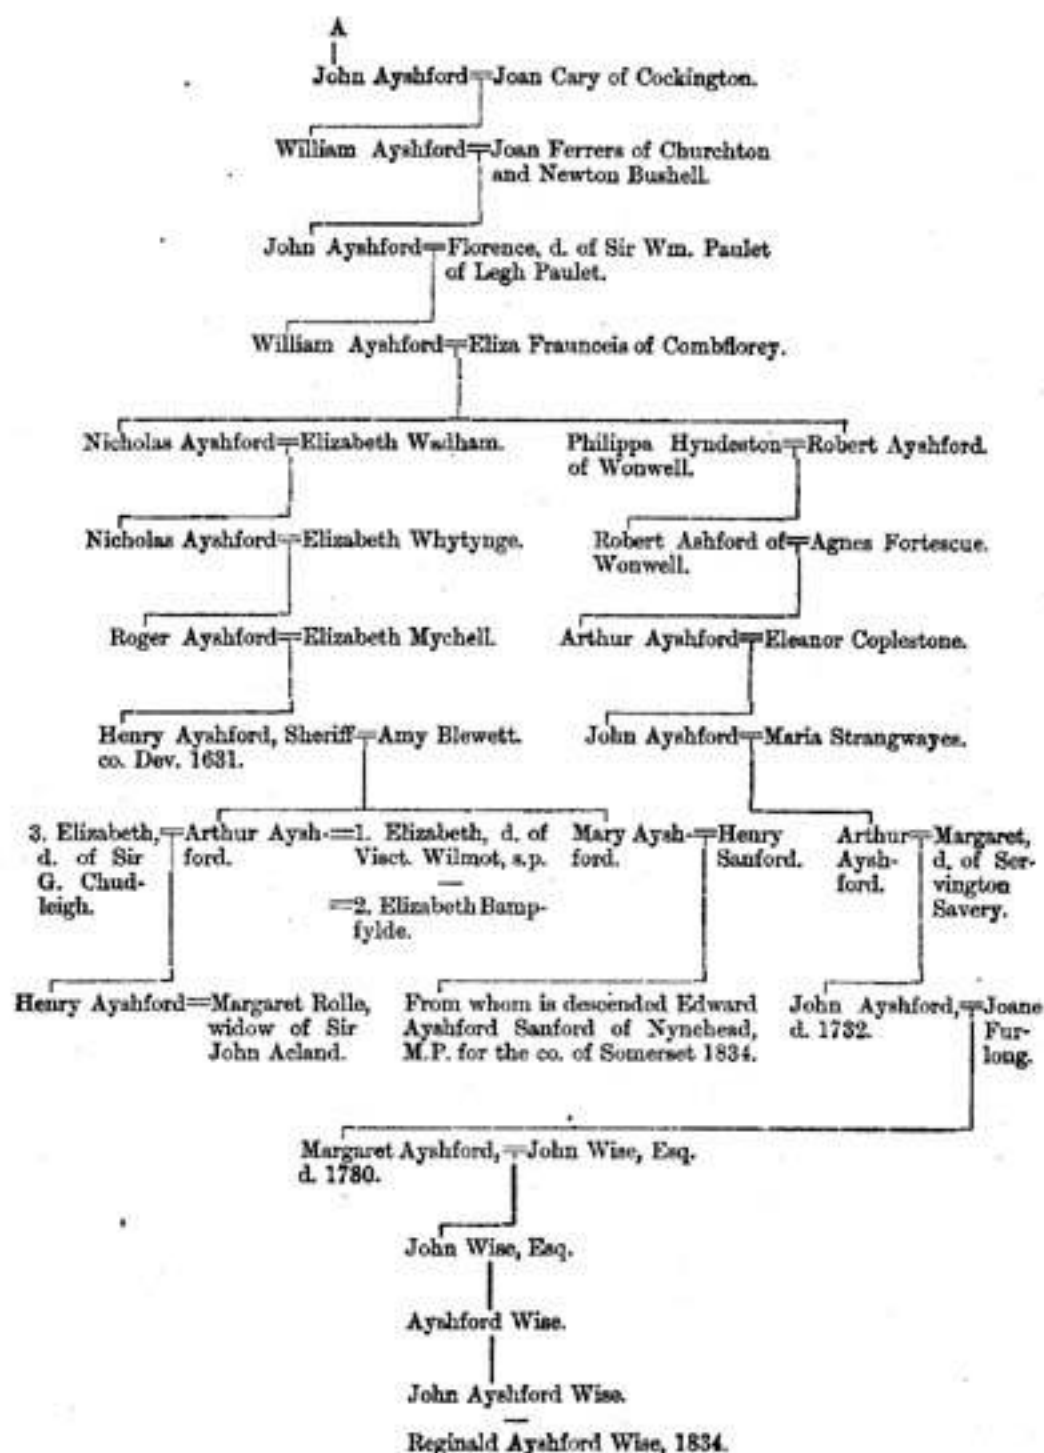 A
John Ayshford = Joan Cary of Cockington.
William Ayshford = Joan Ferrers of Churchton
and Newton Bushell.
John Ayshford = Florence, d. of Sir Wm. Paulet
of Legh Paulet.
William Ayshford = Eliza Fraunceis of Combflorey.
Nicholas Ayshford = Elizabeth Wadham.
Philippa Hyndeston = Robert Ayshford.
of Wonwell.
Nicholas Ayshford = Elizabeth Whytynge.
Robert Ashford of = Agnes Fortescue.
Wonwell.
Roger Ayshford = Elizabeth Mychell.
Arthur Ayshford = Eleanor Coplestone.
Henry Ayshford, Sheriff = Amy Blewett.
co. Dev. 1631.
John Ayshford = Maria Strangwayes.
3. Elizabeth, =
d. of Sir
G. Chud-
leigh.
Arthur Aysh-
ford.
= 1. Elizabeth, d. of
Visct. Wilmot, s.p.
= 2. Elizabeth Bamp-
fylde.
Mary Aysh- =
ford.
Henry
Sanford.
Arthur =
Aysh-
ford.
Margaret,
d. of Ser-
vington
Savery.
Henry Ayshford = Margaret Rolle,
widow of Sir
John Acland.
From whom is descended Edward
Ayshford Sanford of Nynehead,
M.P. for the co. of Somerset 1834.
John Ayshford, =
d. 1732.
Joane
Fur-
long.
Margaret Ayshford, = John Wise, Esq.
d. 1780.
John Wise, Esq.
Ayshford Wise.
John Ayshford Wise.
Reginald Ayshford Wise, 1834.